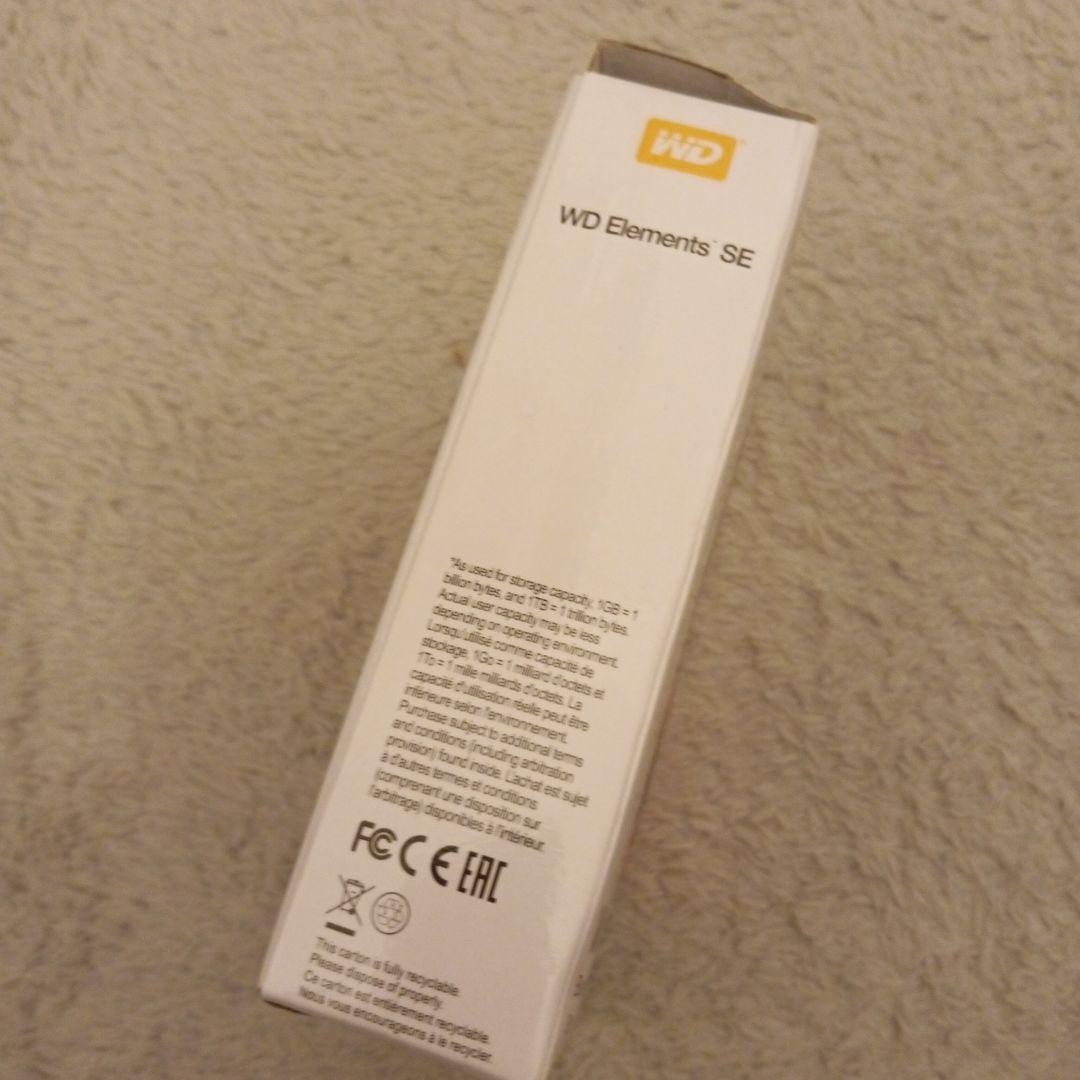 WD
WD Elements™ SE
*As used for storage capacity, 1GB = 1
billion bytes, and 1TB = 1 trillion bytes.
Actual user capacity may be less
depending on operating environment.
Lorsqu'utilisé comme capacité de
stockage, 1Go = 1 milliard d'octets et
1To = 1 mille milliards d'octets. La
capacité d'utilisation réelle peut être
inférieure selon l'environnement.
Purchase subject to additional terms
and conditions (including arbitration
provision) found inside. L'achat est sujet
à d'autres termes et conditions
(comprenant une disposition sur
l'arbitrage) disponibles à l'intérieur.
FC CE EAC
This carton is fully recyclable.
Please dispose of properly.
Ce carton est entièrement recyclable.
Nous vous encourageons à le recycler.